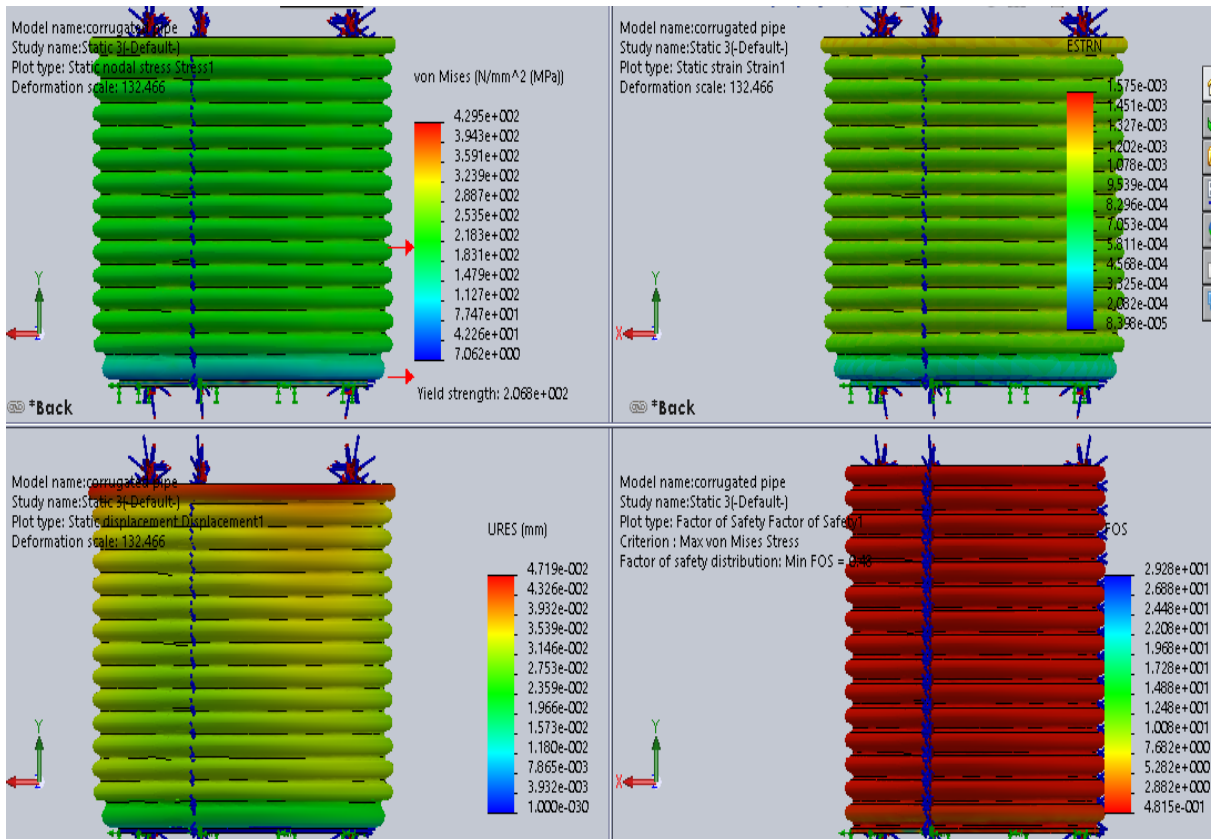 Model name:corrugated pipe
Study name:Static 3(-Default-)
Plot type: Static nodal stress Stress1
Deformation scale: 132.466
von Mises (N/mm^2 (MPa))
4.295e+002
3.943e+002
3.591e+002
3.239e+002
2.887e+002
2.535e+002
2.183e+002
1.831e+002
1.479e+002
1.127e+002
7.747e+001
4.226e+001
7.062e+000
Yield strength: 2.068e+002
Y
*Back
Model name:corrugated pipe
Study name:Static 3(-Default-)
Plot type: Static strain Strain1
Deformation scale: 132.466
ESTRN
1.575e-003
1.451e-003
1.327e-003
1.202e-003
1.078e-003
9.539e-004
8.296e-004
7.053e-004
5.811e-004
4.568e-004
3.325e-004
2.082e-004
8.398e-005
Y
X
*Back
Model name:corrugated pipe
Study name:Static 3(-Default-)
Plot type: Static displacement Displacement1
Deformation scale: 132.466
URES (mm)
4.719e-002
4.326e-002
3.932e-002
3.539e-002
3.146e-002
2.753e-002
2.359e-002
1.966e-002
1.573e-002
1.180e-002
7.865e-003
3.932e-003
1.000e-030
Y
Model name:corrugated pipe
Study name:Static 3(-Default-)
Plot type: Factor of Safety Factor of Safety1
Criterion : Max von Mises Stress
Factor of safety distribution: Min FOS = 0.48
FOS
2.928e+001
2.688e+001
2.448e+001
2.208e+001
1.968e+001
1.728e+001
1.488e+001
1.248e+001
1.008e+001
7.682e+000
5.282e+000
2.882e+000
4.815e-001
Y
X